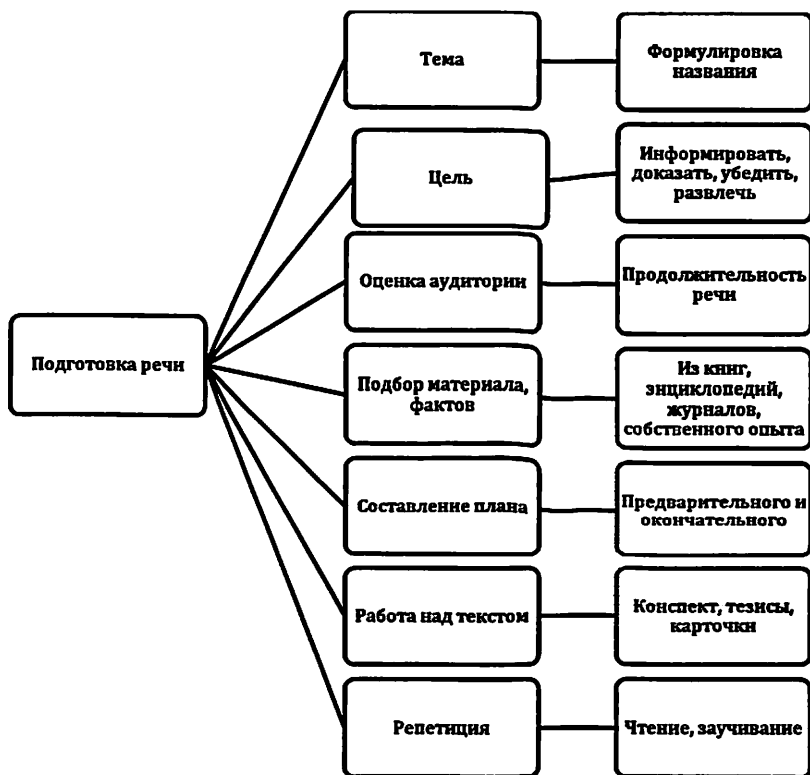 Тема
Формулировка
названия
Цель
Информировать,
доказать, убедить,
развлечь
Оценка аудитории
Продолжительность
речи
Подготовка речи
Подбор материала,
фактов
Из книг,
энциклопедий,
журналов,
собственного опыта
Составление плана
Предварительного и
окончательного
Работа над текстом
Конспект, тезисы,
карточки
Репетиция
Чтение, заучивание